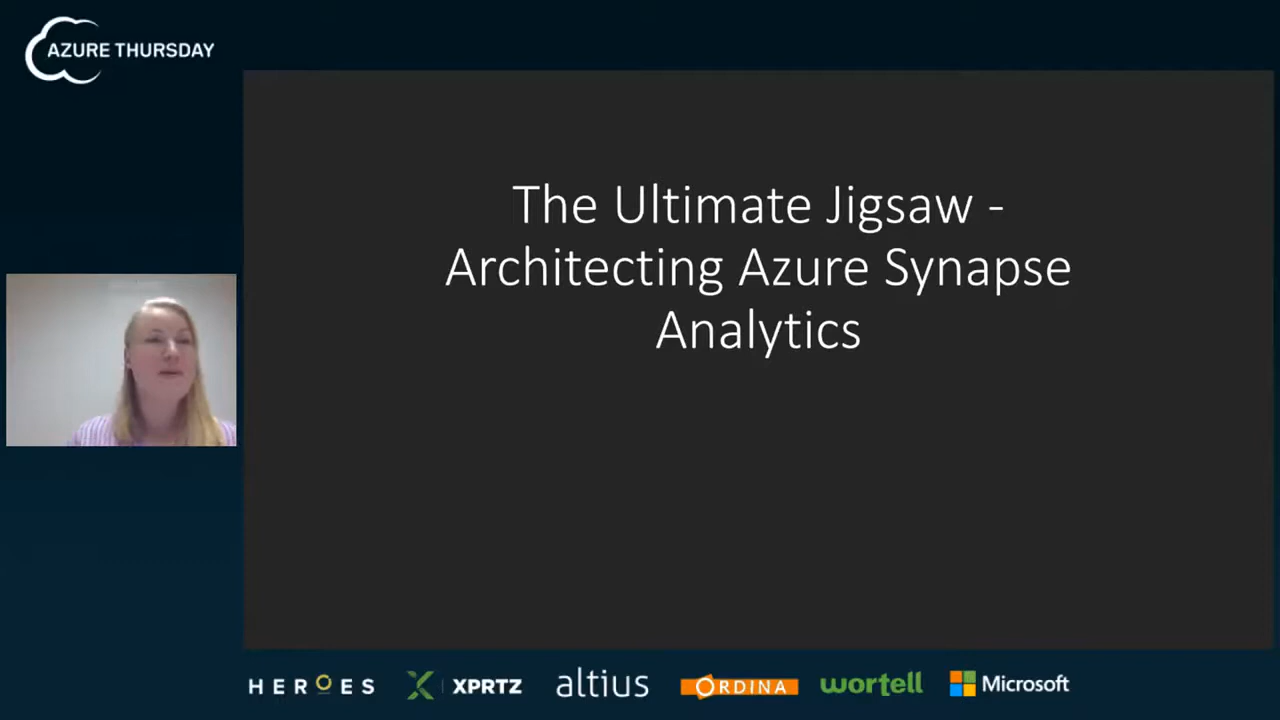 AZURE THURSDAY
The Ultimate Jigsaw -
Architecting Azure Synapse
Analytics
HEROES XPRTZ altius ORDINA wortell Microsoft